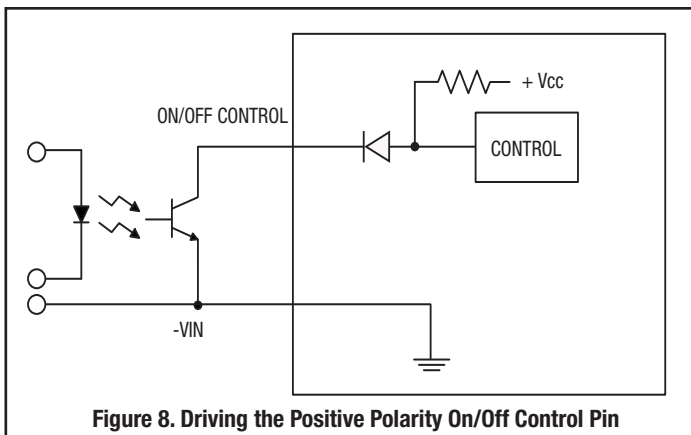 + Vcc
ON/OFF CONTROL
CONTROL
-VIN
Figure 8. Driving the Positive Polarity On/Off Control Pin